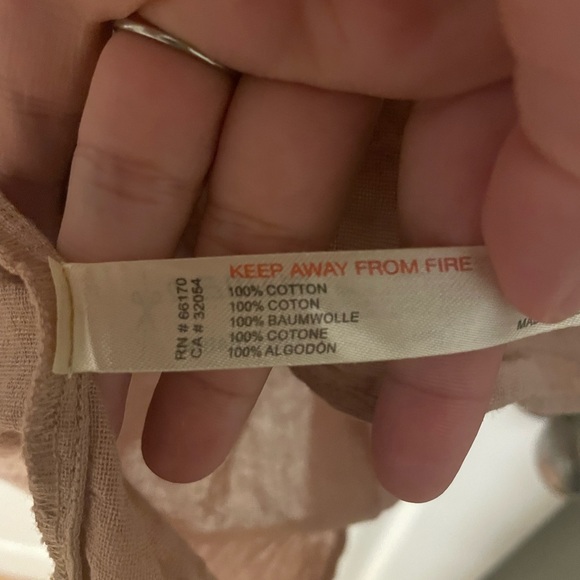 RN # 66170
CA # 32054
KEEP AWAY FROM FIRE
100% COTTON
100% COTON
100% BAUMWOLLE
100% COTONE
100% ALGODÓN